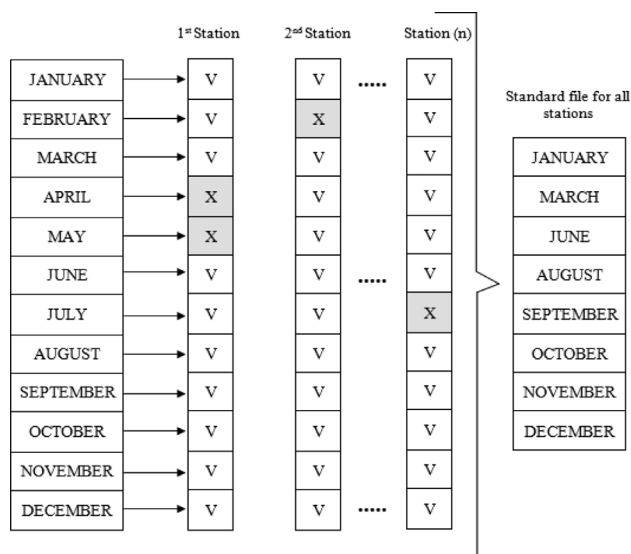 1st Station 2nd Station Station (n)
Standard file for all
stations
JANUARY V V ..... V
FEBRUARY V X V
MARCH V V V
APRIL X V V
MAY X V V
JUNE V V ..... V
JULY V V X
AUGUST V V V
SEPTEMBER V V V
OCTOBER V V V
NOVEMBER V V V
DECEMBER V V ..... V
JANUARY
MARCH
JUNE
AUGUST
SEPTEMBER
OCTOBER
NOVEMBER
DECEMBER